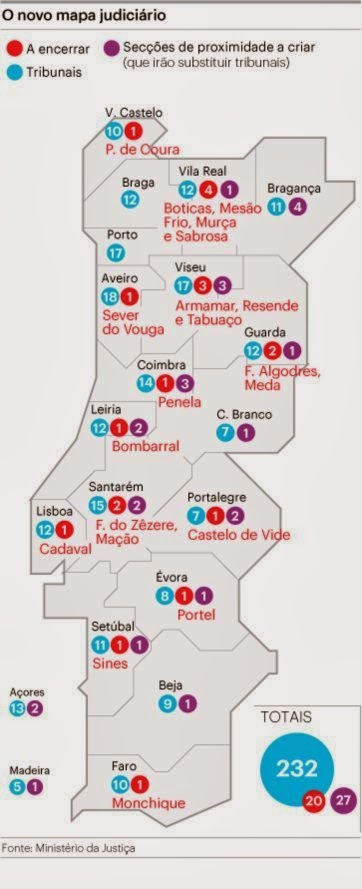 O novo mapa judiciário
A encerrar
Secções de proximidade a criar
(que irão substituir tribunais)
Tribunais
V. Castelo
10 1
P. de Coura
Braga
12
Vila Real
12 4 1
Boticas, Mesão
Frio, Murça
e Sabrosa
Bragança
11 4
Porto
17
Aveiro
18 1
Sever
do Vouga
Viseu
17 3 3
Armamar, Resende
e Tabuaço
Guarda
12 2 1
F. Algodres,
Meda
Coimbra
14 1 3
Penela
Leiria
12 1 2
Bombarral
C. Branco
7 1
Santarém
15 2 2
F. do Zêzere,
Mação
Portalegre
7 1 2
Castelo de Vide
Lisboa
12 1
Cadaval
Évora
8 1 1
Portel
Setúbal
11 1 1
Sines
Beja
9 1
Açores
13 2
Madeira
5 1
Faro
10 1
Monchique
TOTAIS
232
20 27
Fonte: Ministério da Justiça